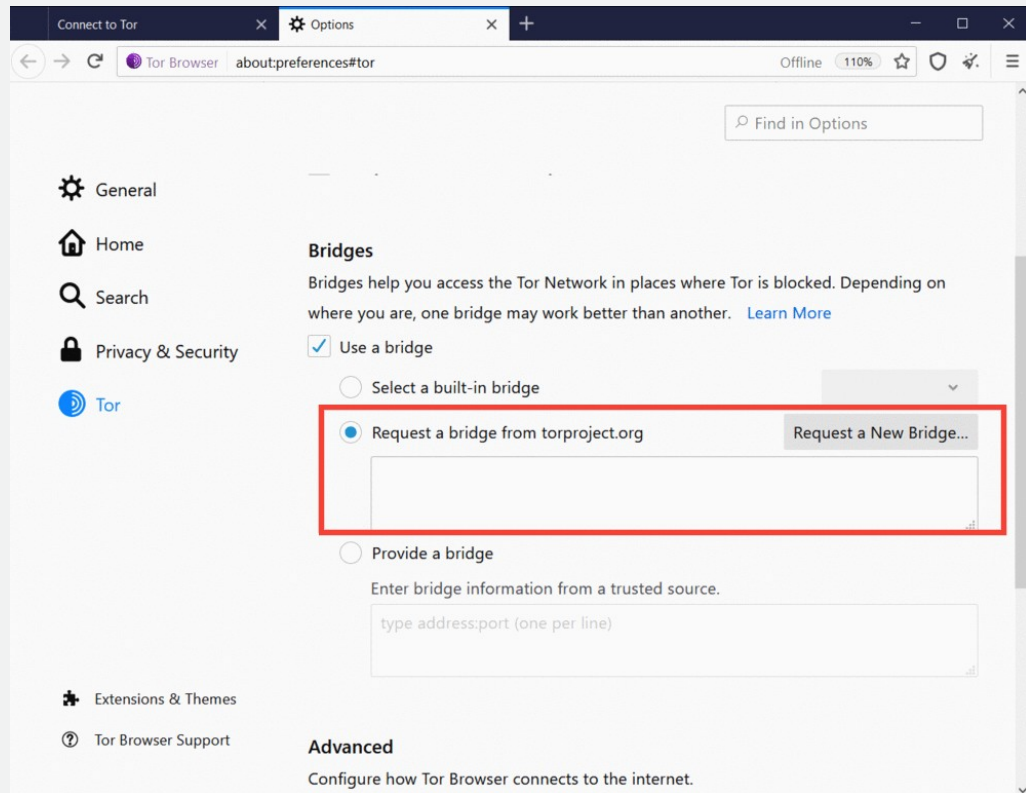 Connect to Tor
Options
Tor Browser about:preferences#tor Offline 110%
Find in Options
General
Home
Search
Privacy & Security
Tor
Bridges
Bridges help you access the Tor Network in places where Tor is blocked. Depending on
where you are, one bridge may work better than another. Learn More
Use a bridge
Select a built-in bridge
Request a bridge from torproject.org Request a New Bridge...
Provide a bridge
Enter bridge information from a trusted source.
type address:port (one per line)
Extensions & Themes
Tor Browser Support
Advanced
Configure how Tor Browser connects to the internet.